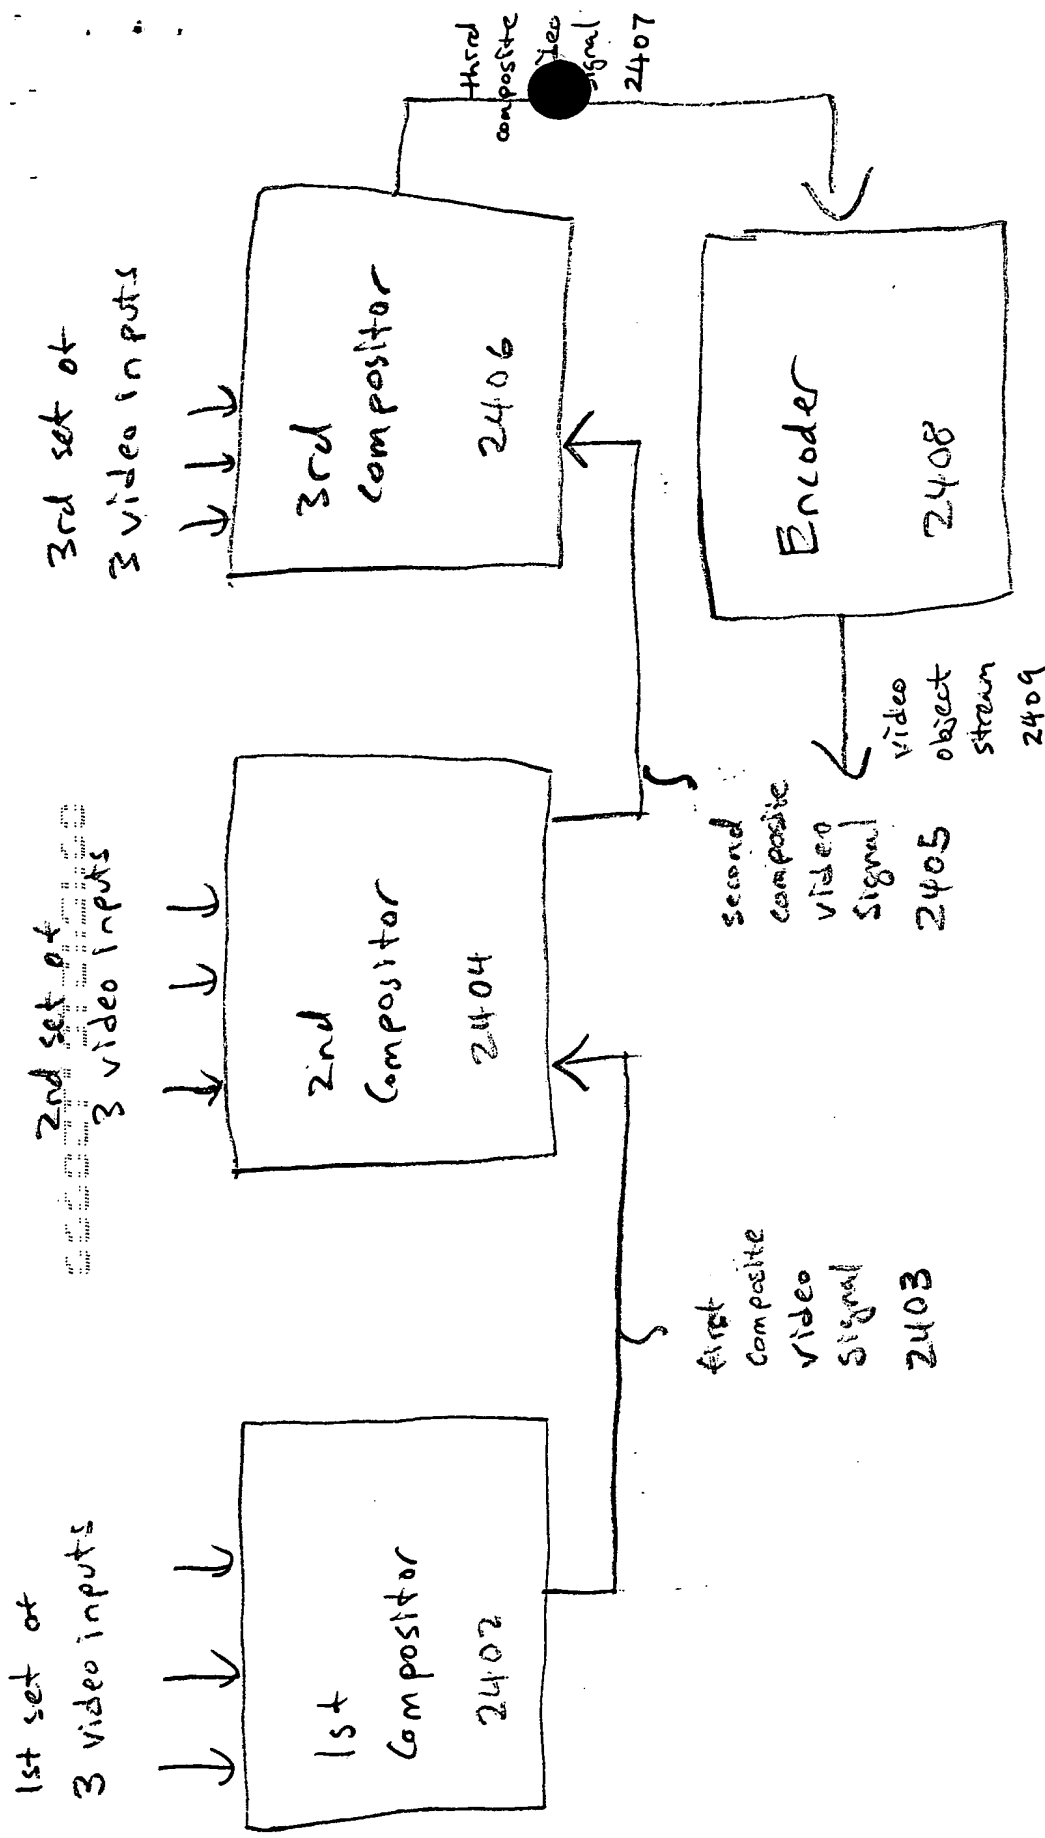 1st set of
3 video inputs
1st
Compositor
2402
first
composite
video
signal
2403
2nd set of
3 video inputs
2nd
Compositor
2404
second
composite
video
signal
2405
3rd set of
3 video inputs
3rd
Compositor
2406
third
composite
signal
2407
Encoder
2408
video
object
stream
2409